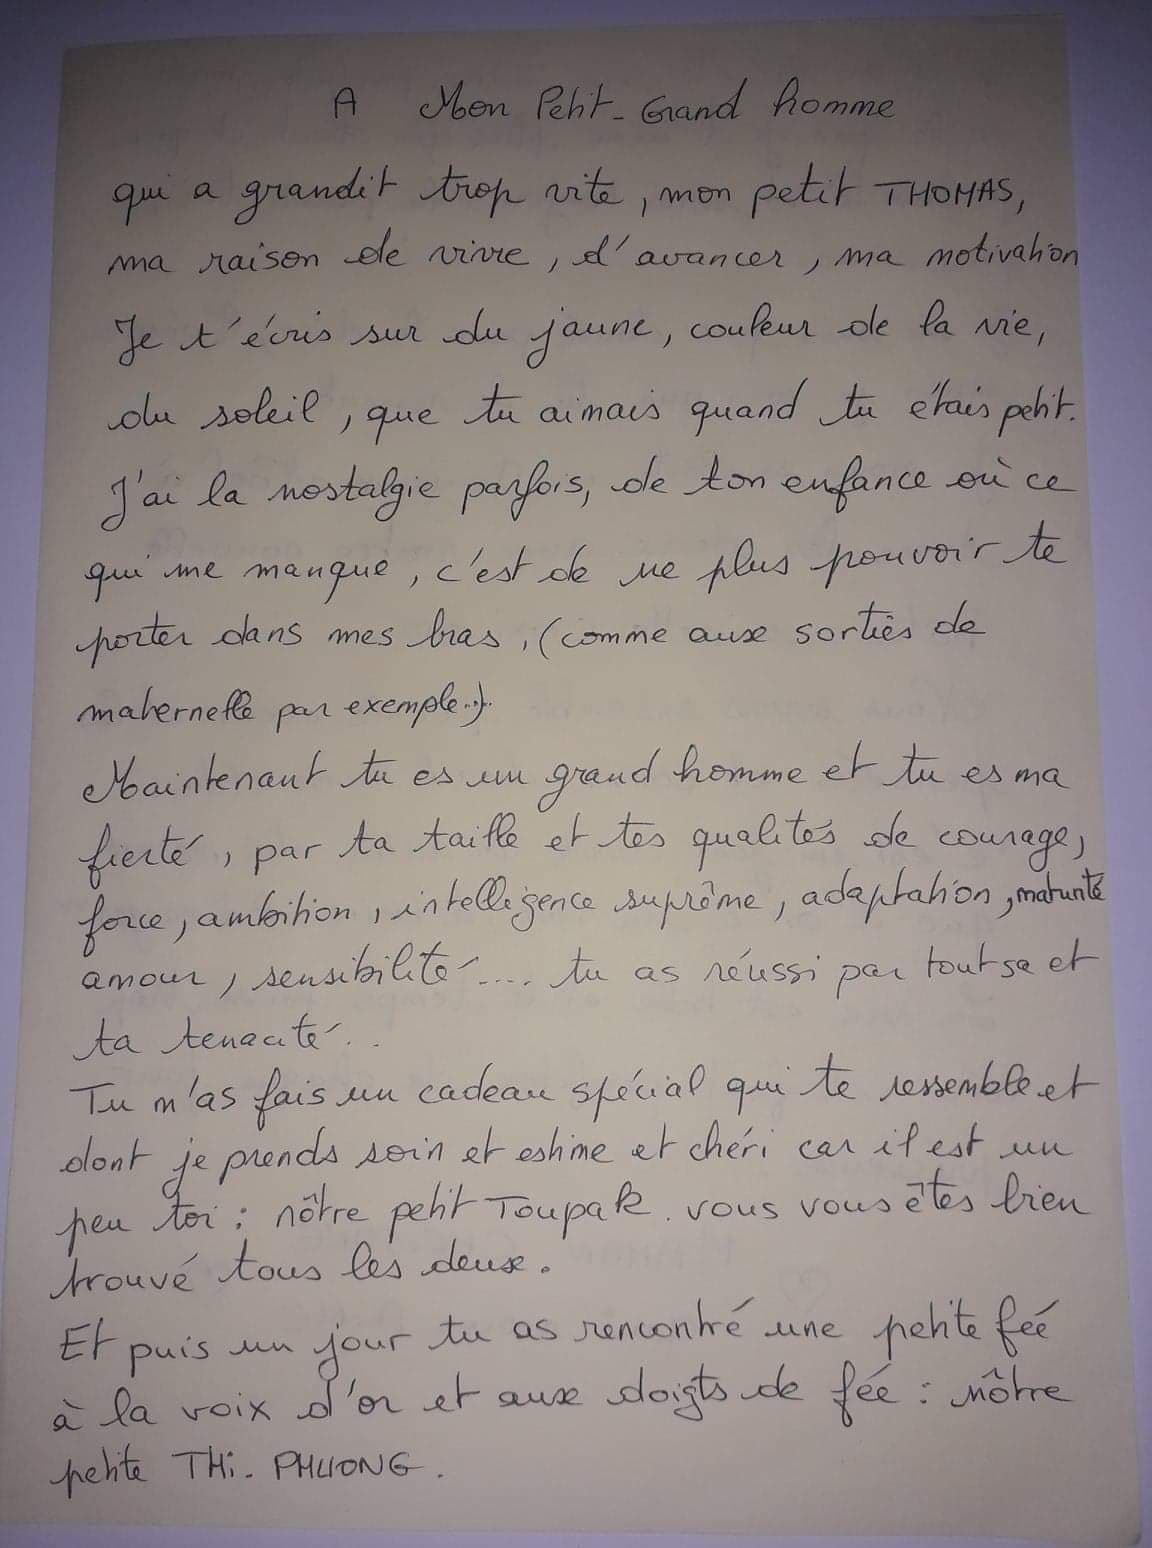 A Mon Petit-Grand homme
qui a grandit trop vite, mon petit THOMAS,
ma raison de vivre, d'avancer, ma motivation
Je t'écris sur du jaune, couleur de la vie,
du soleil, que tu aimais quand tu étais petit.
J'ai la nostalgie parfois, de ton enfance où ce
qui me manque, c'est de ne plus pouvoir te
porter dans mes bras, (comme aux sorties de
maternelle par exemple..).
Maintenant tu es un grand homme et tu es ma
fierté, par ta taille et tes qualités de courage,
force, ambition, intelligence suprême, adaptation, maturité
amour, sensibilité.... tu as réussi par tout sa et
ta tenacité..
Tu m'as fais un cadeau spécial qui te ressemble et
dont je prends soin et estime et chéri car il est un
peu toi : nôtre petit Toupak. vous vous êtes bien
trouvé tous les deux.
Et puis un jour tu as rencontré une petite feé
à la voix d'or et aux doigts de feé : nôtre
petite THi-PHUONG.